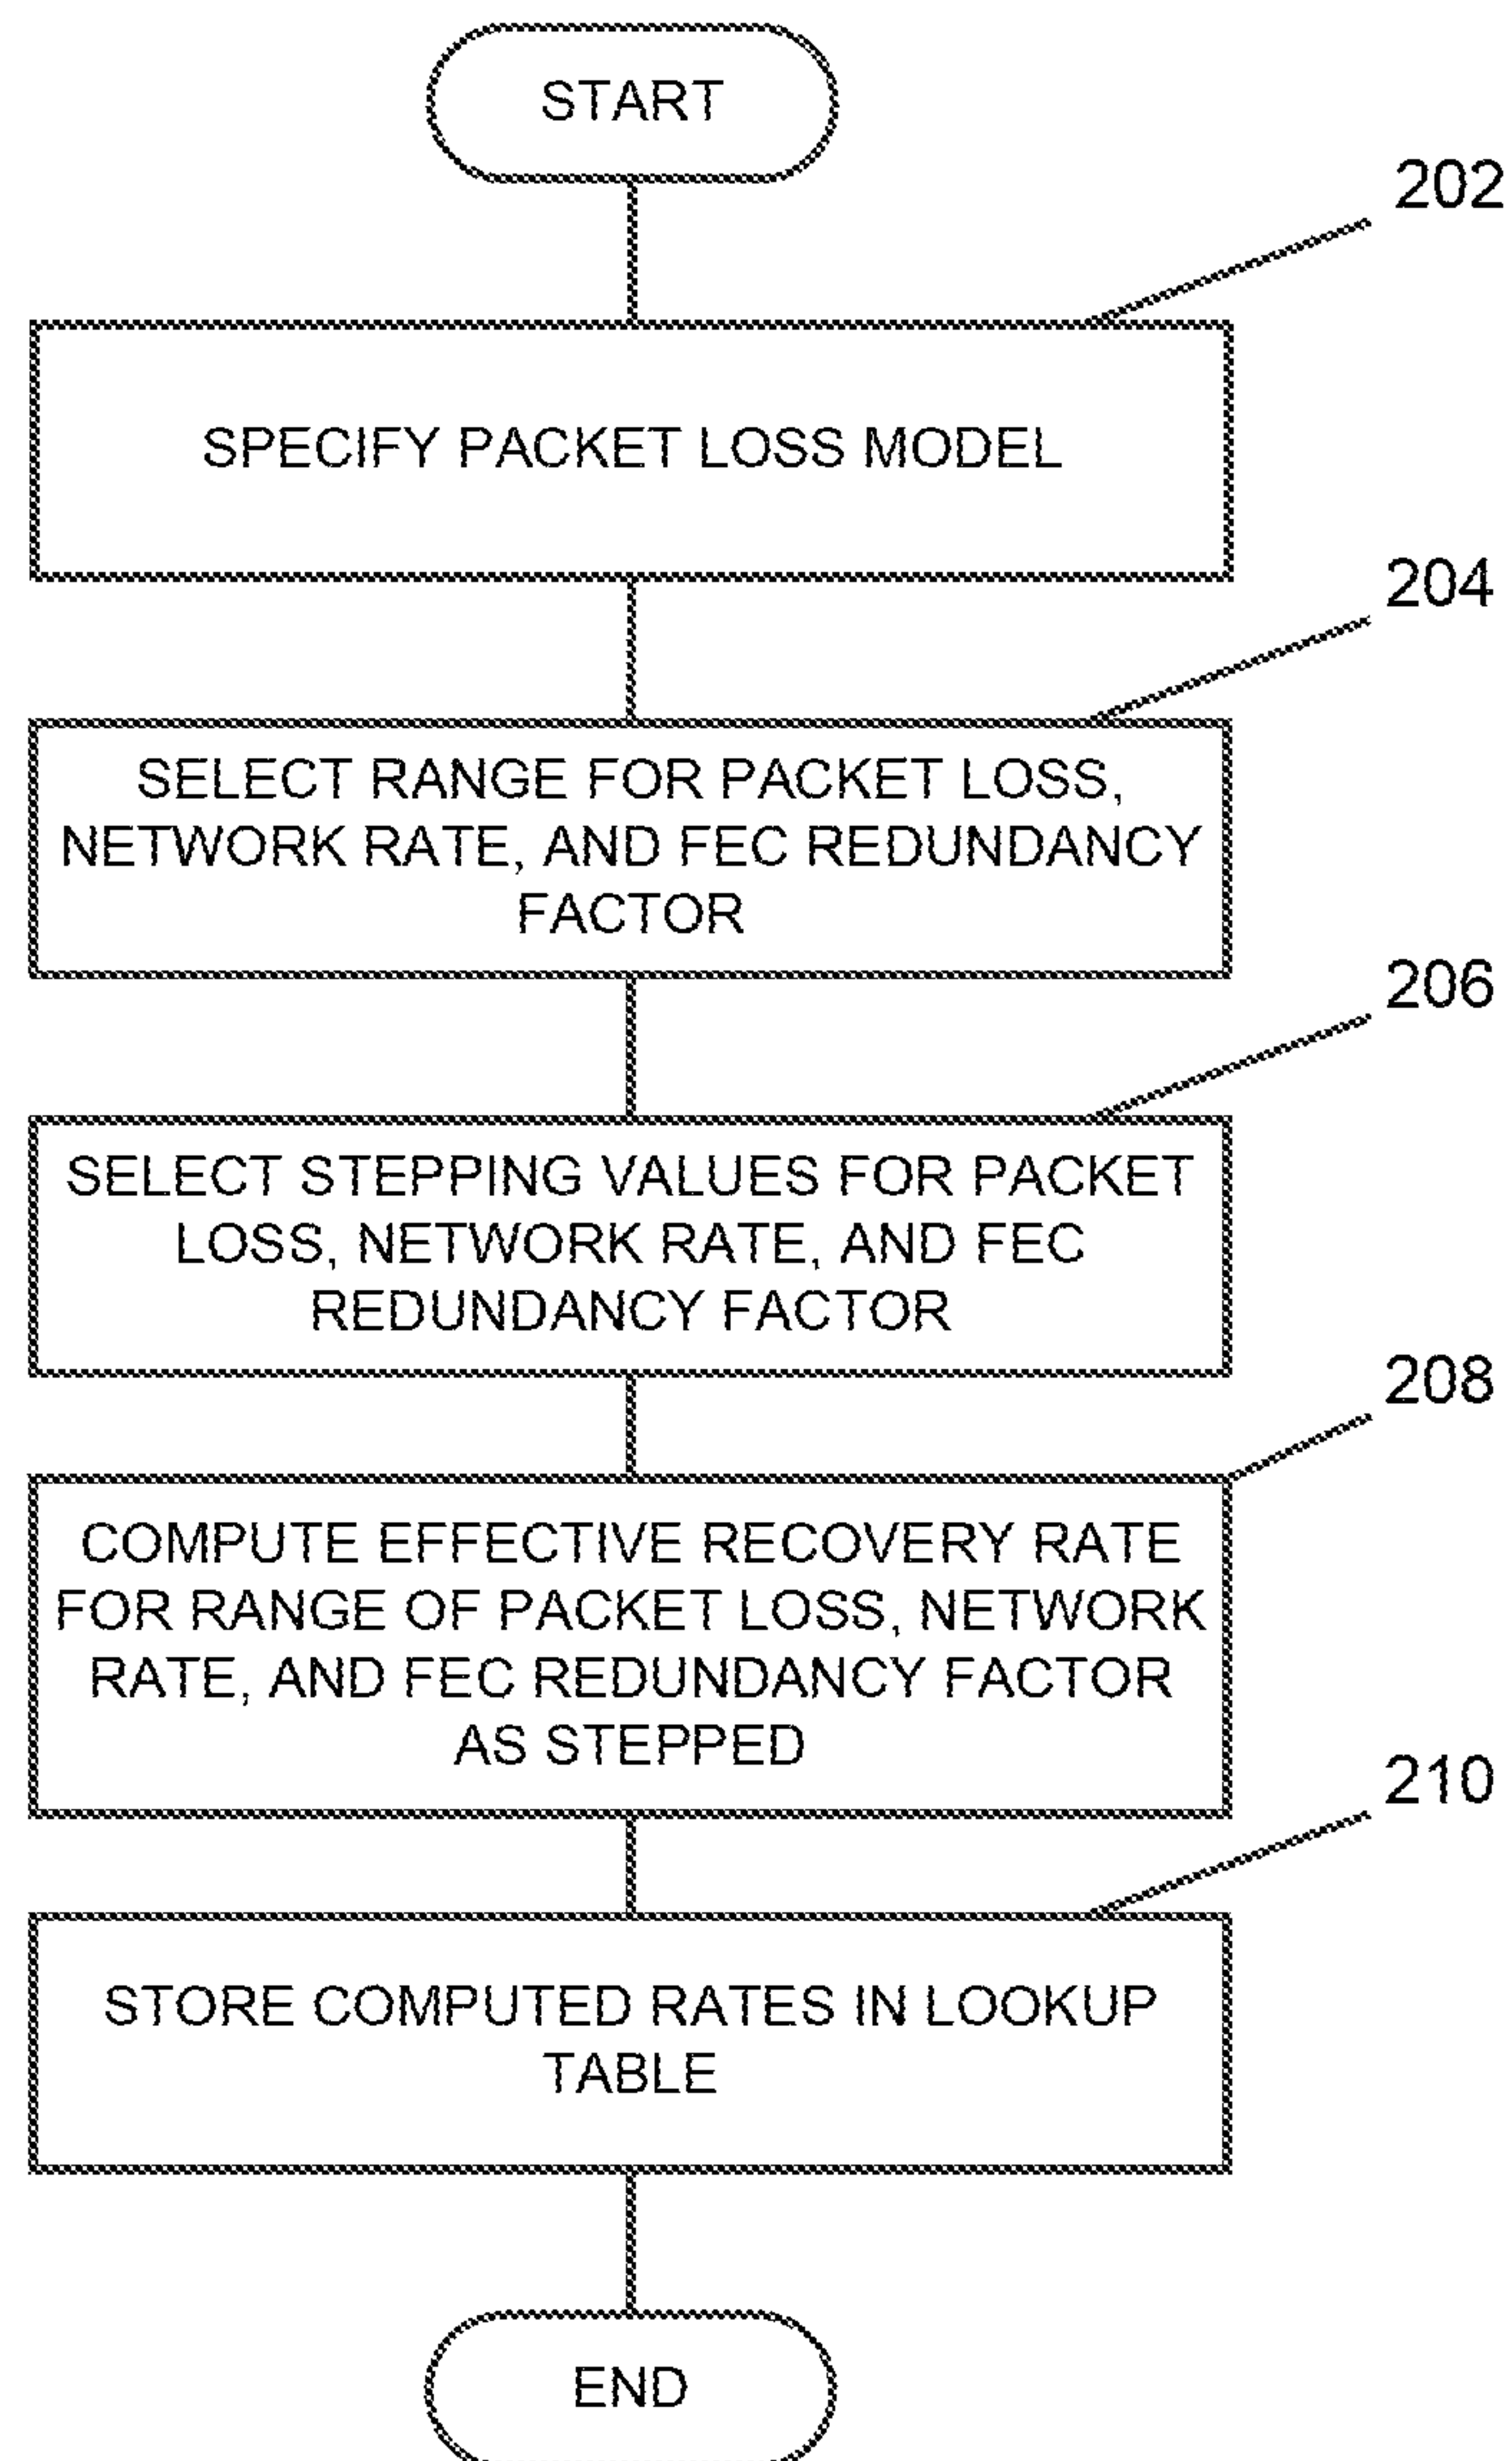 START
202
SPECIFY PACKET LOSS MODEL
204
SELECT RANGE FOR PACKET LOSS,
NETWORK RATE, AND FEC REDUNDANCY
FACTOR
206
SELECT STEPPING VALUES FOR PACKET
LOSS, NETWORK RATE, AND FEC
REDUNDANCY FACTOR
208
COMPUTE EFFECTIVE RECOVERY RATE
FOR RANGE OF PACKET LOSS, NETWORK
RATE, AND FEC REDUNDANCY FACTOR
AS STEPPED
210
STORE COMPUTED RATES IN LOOKUP
TABLE
END